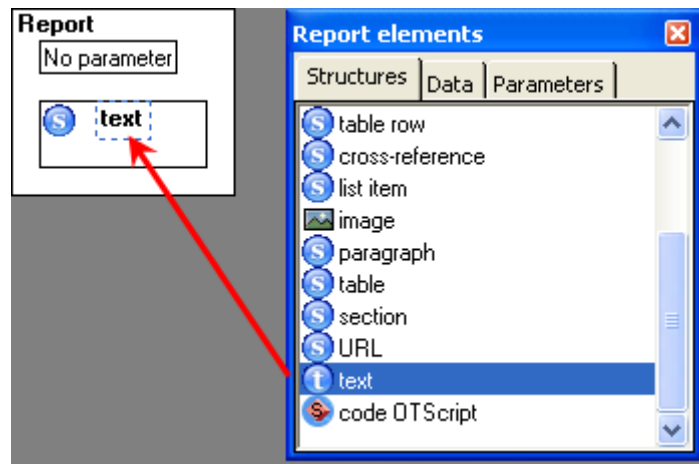 Report
No parameter
text
Report elements
Structures Data Parameters
table row
cross-reference
list item
image
paragraph
table
section
URL
text
code OTScript